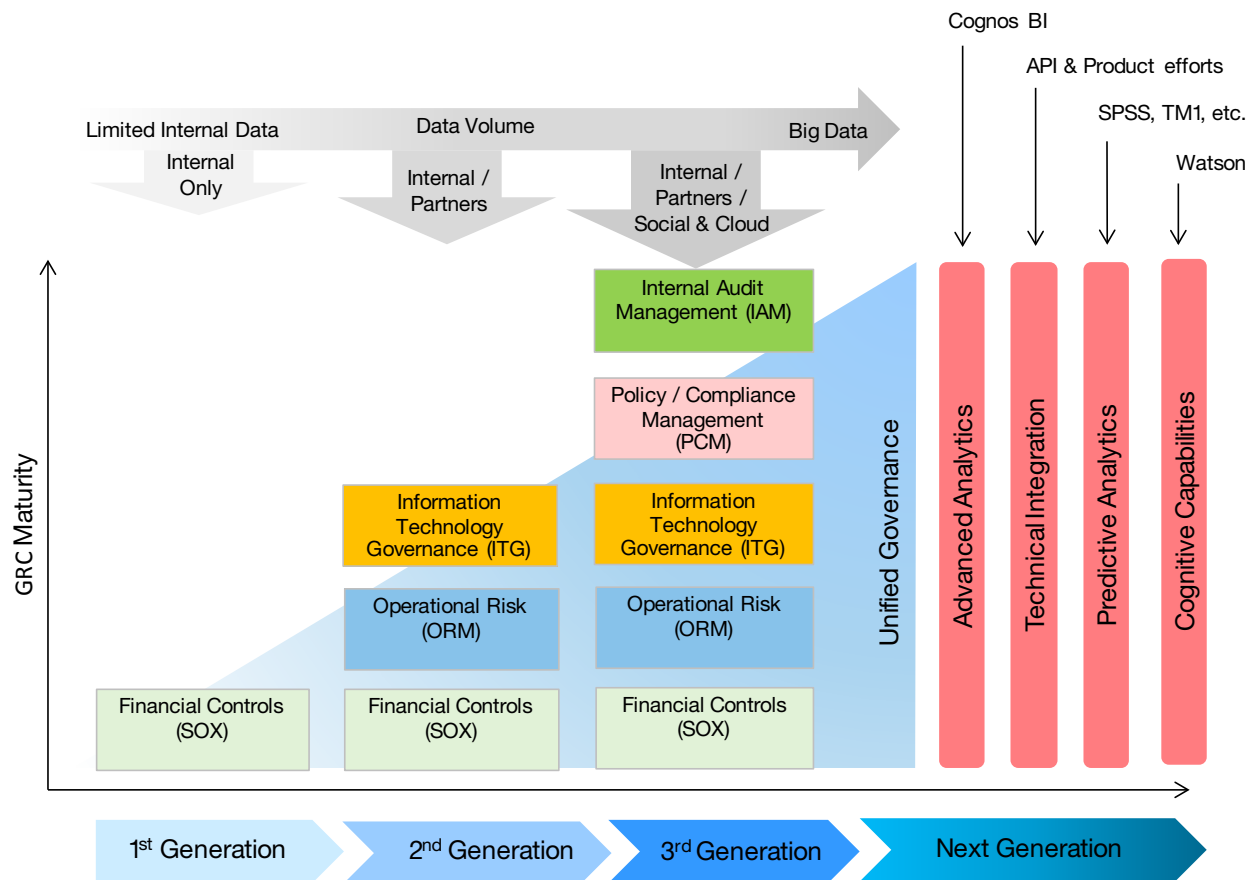 Cognos BI
API & Product efforts
SPSS, TM1, etc.
Watson
Limited Internal Data
Data Volume
Big Data
Internal
Only
Internal /
Partners
Internal /
Partners /
Social & Cloud
GRC Maturity
Internal Audit
Management (IAM)
Policy / Compliance
Management
(PCM)
Information
Technology
Governance (ITG)
Information
Technology
Governance (ITG)
Operational Risk
(ORM)
Operational Risk
(ORM)
Financial Controls
(SOX)
Financial Controls
(SOX)
Financial Controls
(SOX)
Unified Governance
Advanced Analytics
Technical Integration
Predictive Analytics
Cognitive Capabilities
1st Generation
2nd Generation
3rd Generation
Next Generation